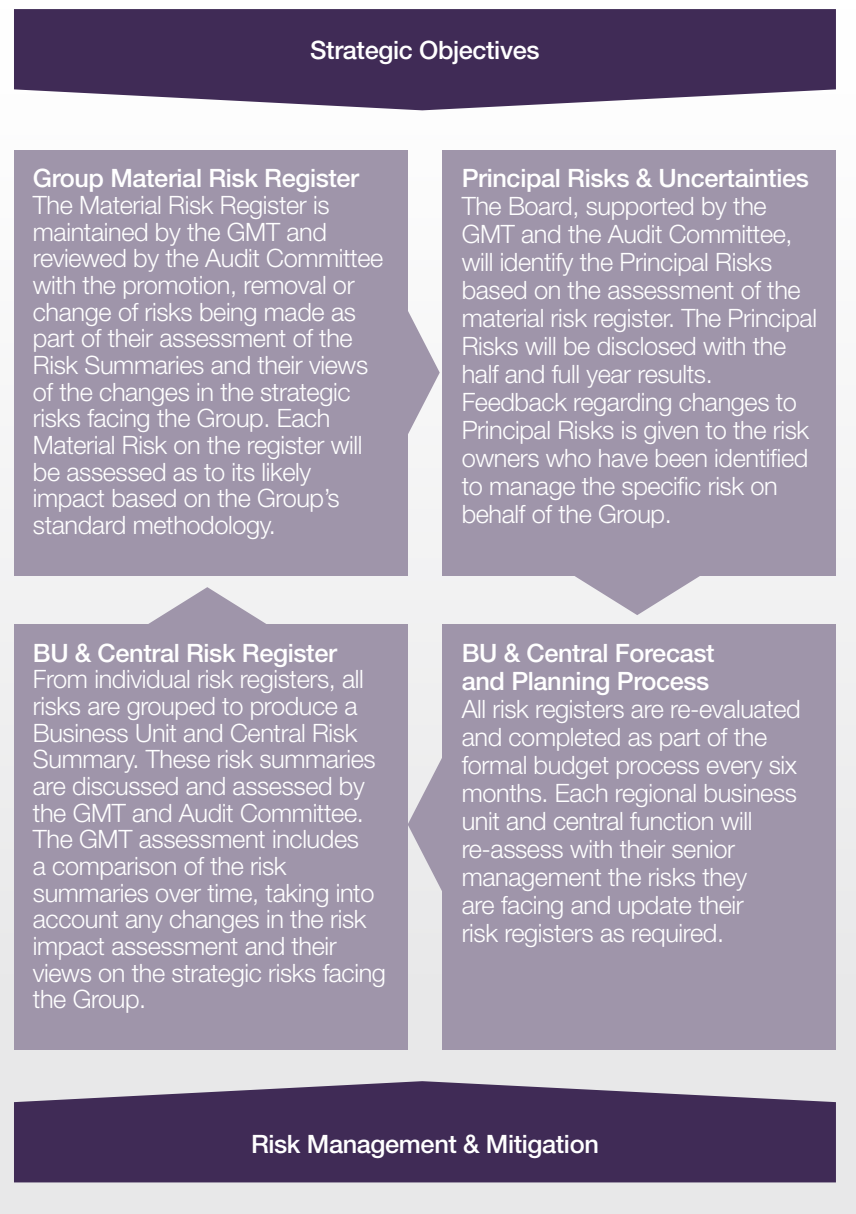 Strategic Objectives
Group Material Risk Register
The Material Risk Register is
maintained by the GMT and
reviewed by the Audit Committee
with the promotion, removal or
change of risks being made as
part of their assessment of the
Risk Summaries and their views
of the changes in the strategic
risks facing the Group. Each
Material Risk on the register will
be assessed as to its likely
impact based on the Group’s
standard methodology.
Principal Risks & Uncertainties
The Board, supported by the
GMT and the Audit Committee,
will identify the Principal Risks
based on the assessment of the
material risk register. The Principal
Risks will be disclosed with the
half and full year results.
Feedback regarding changes to
Principal Risks is given to the risk
owners who have been identified
to manage the specific risk on
behalf of the Group.
BU & Central Risk Register
From individual risk registers, all
risks are grouped to produce a
Business Unit and Central Risk
Summary. These risk summaries
are discussed and assessed by
the GMT and Audit Committee.
The GMT assessment includes
a comparison of the risk
summaries over time, taking into
account any changes in the risk
impact assessment and their
views on the strategic risks facing
the Group.
BU & Central Forecast
and Planning Process
All risk registers are re-evaluated
and completed as part of the
formal budget process every six
months. Each regional business
unit and central function will
re-assess with their senior
management the risks they
are facing and update their
risk registers as required.
Risk Management & Mitigation